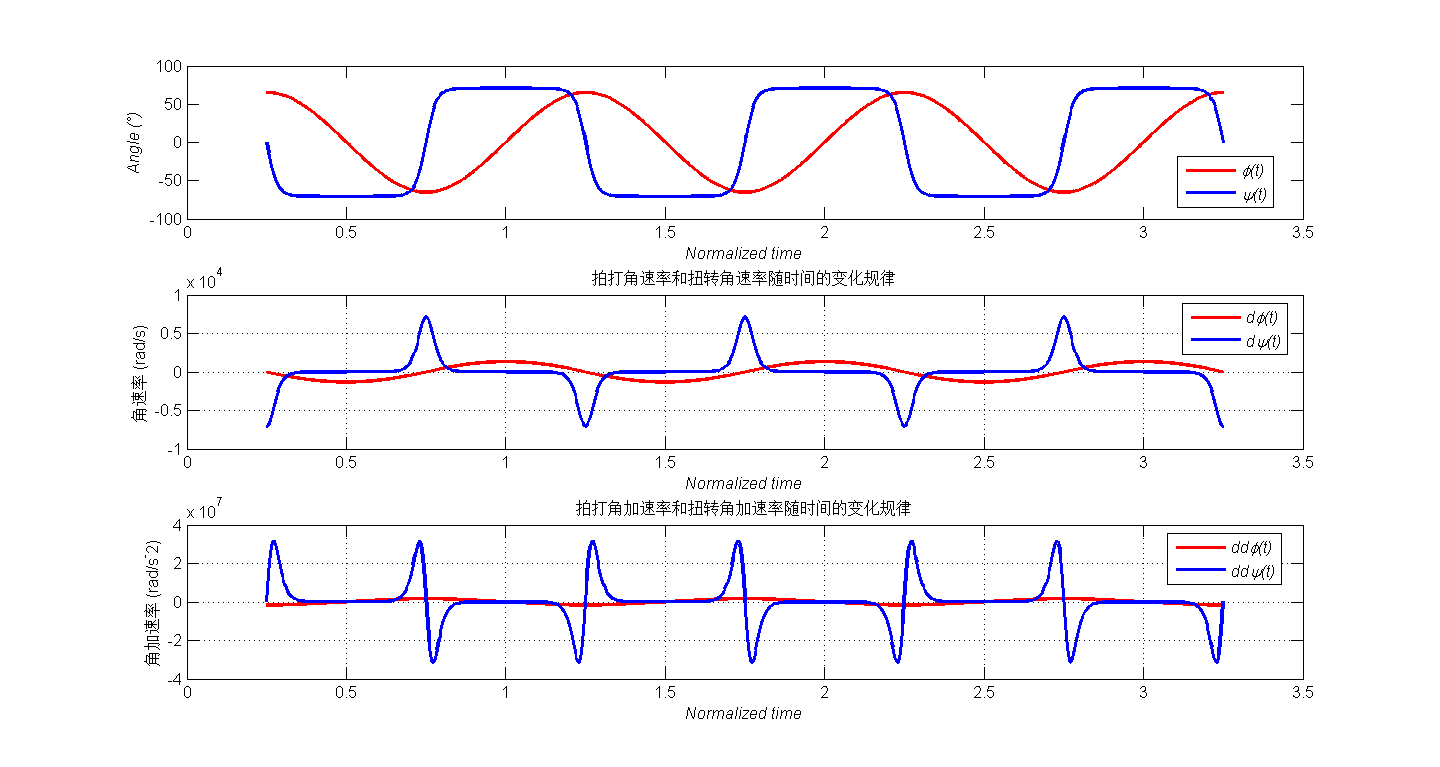 100
50
0
-50
-100
Angle (°)
0 0.5 1 1.5 2 2.5 3 3.5
Normalized time
ϕ(t)
ψ(t)
拍打角速率和扭转角速率随时间的变化规律
x 10^4
1
0.5
0
-0.5
-1
角速率 (rad/s)
0 0.5 1 1.5 2 2.5 3 3.5
Normalized time
dϕ(t)
dψ(t)
拍打角加速率和扭转角加速率随时间的变化规律
x 10^7
4
2
0
-2
-4
角加速率 (rad/s^-2)
0 0.5 1 1.5 2 2.5 3 3.5
Normalized time
ddϕ(t)
ddψ(t)